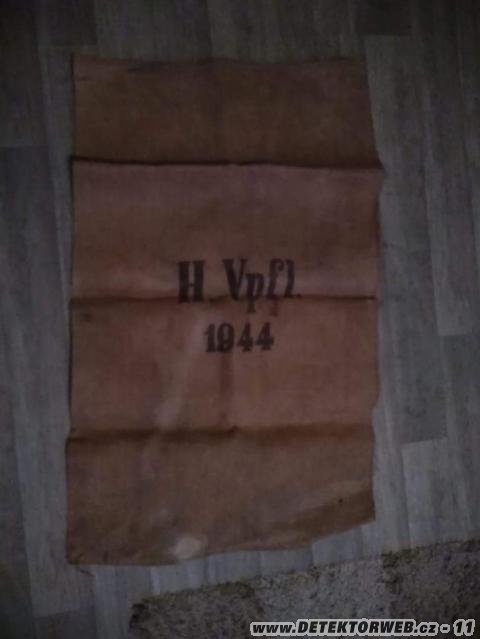 H. Vpfl.
1944
www.DETEKTORWEB.cz - 11